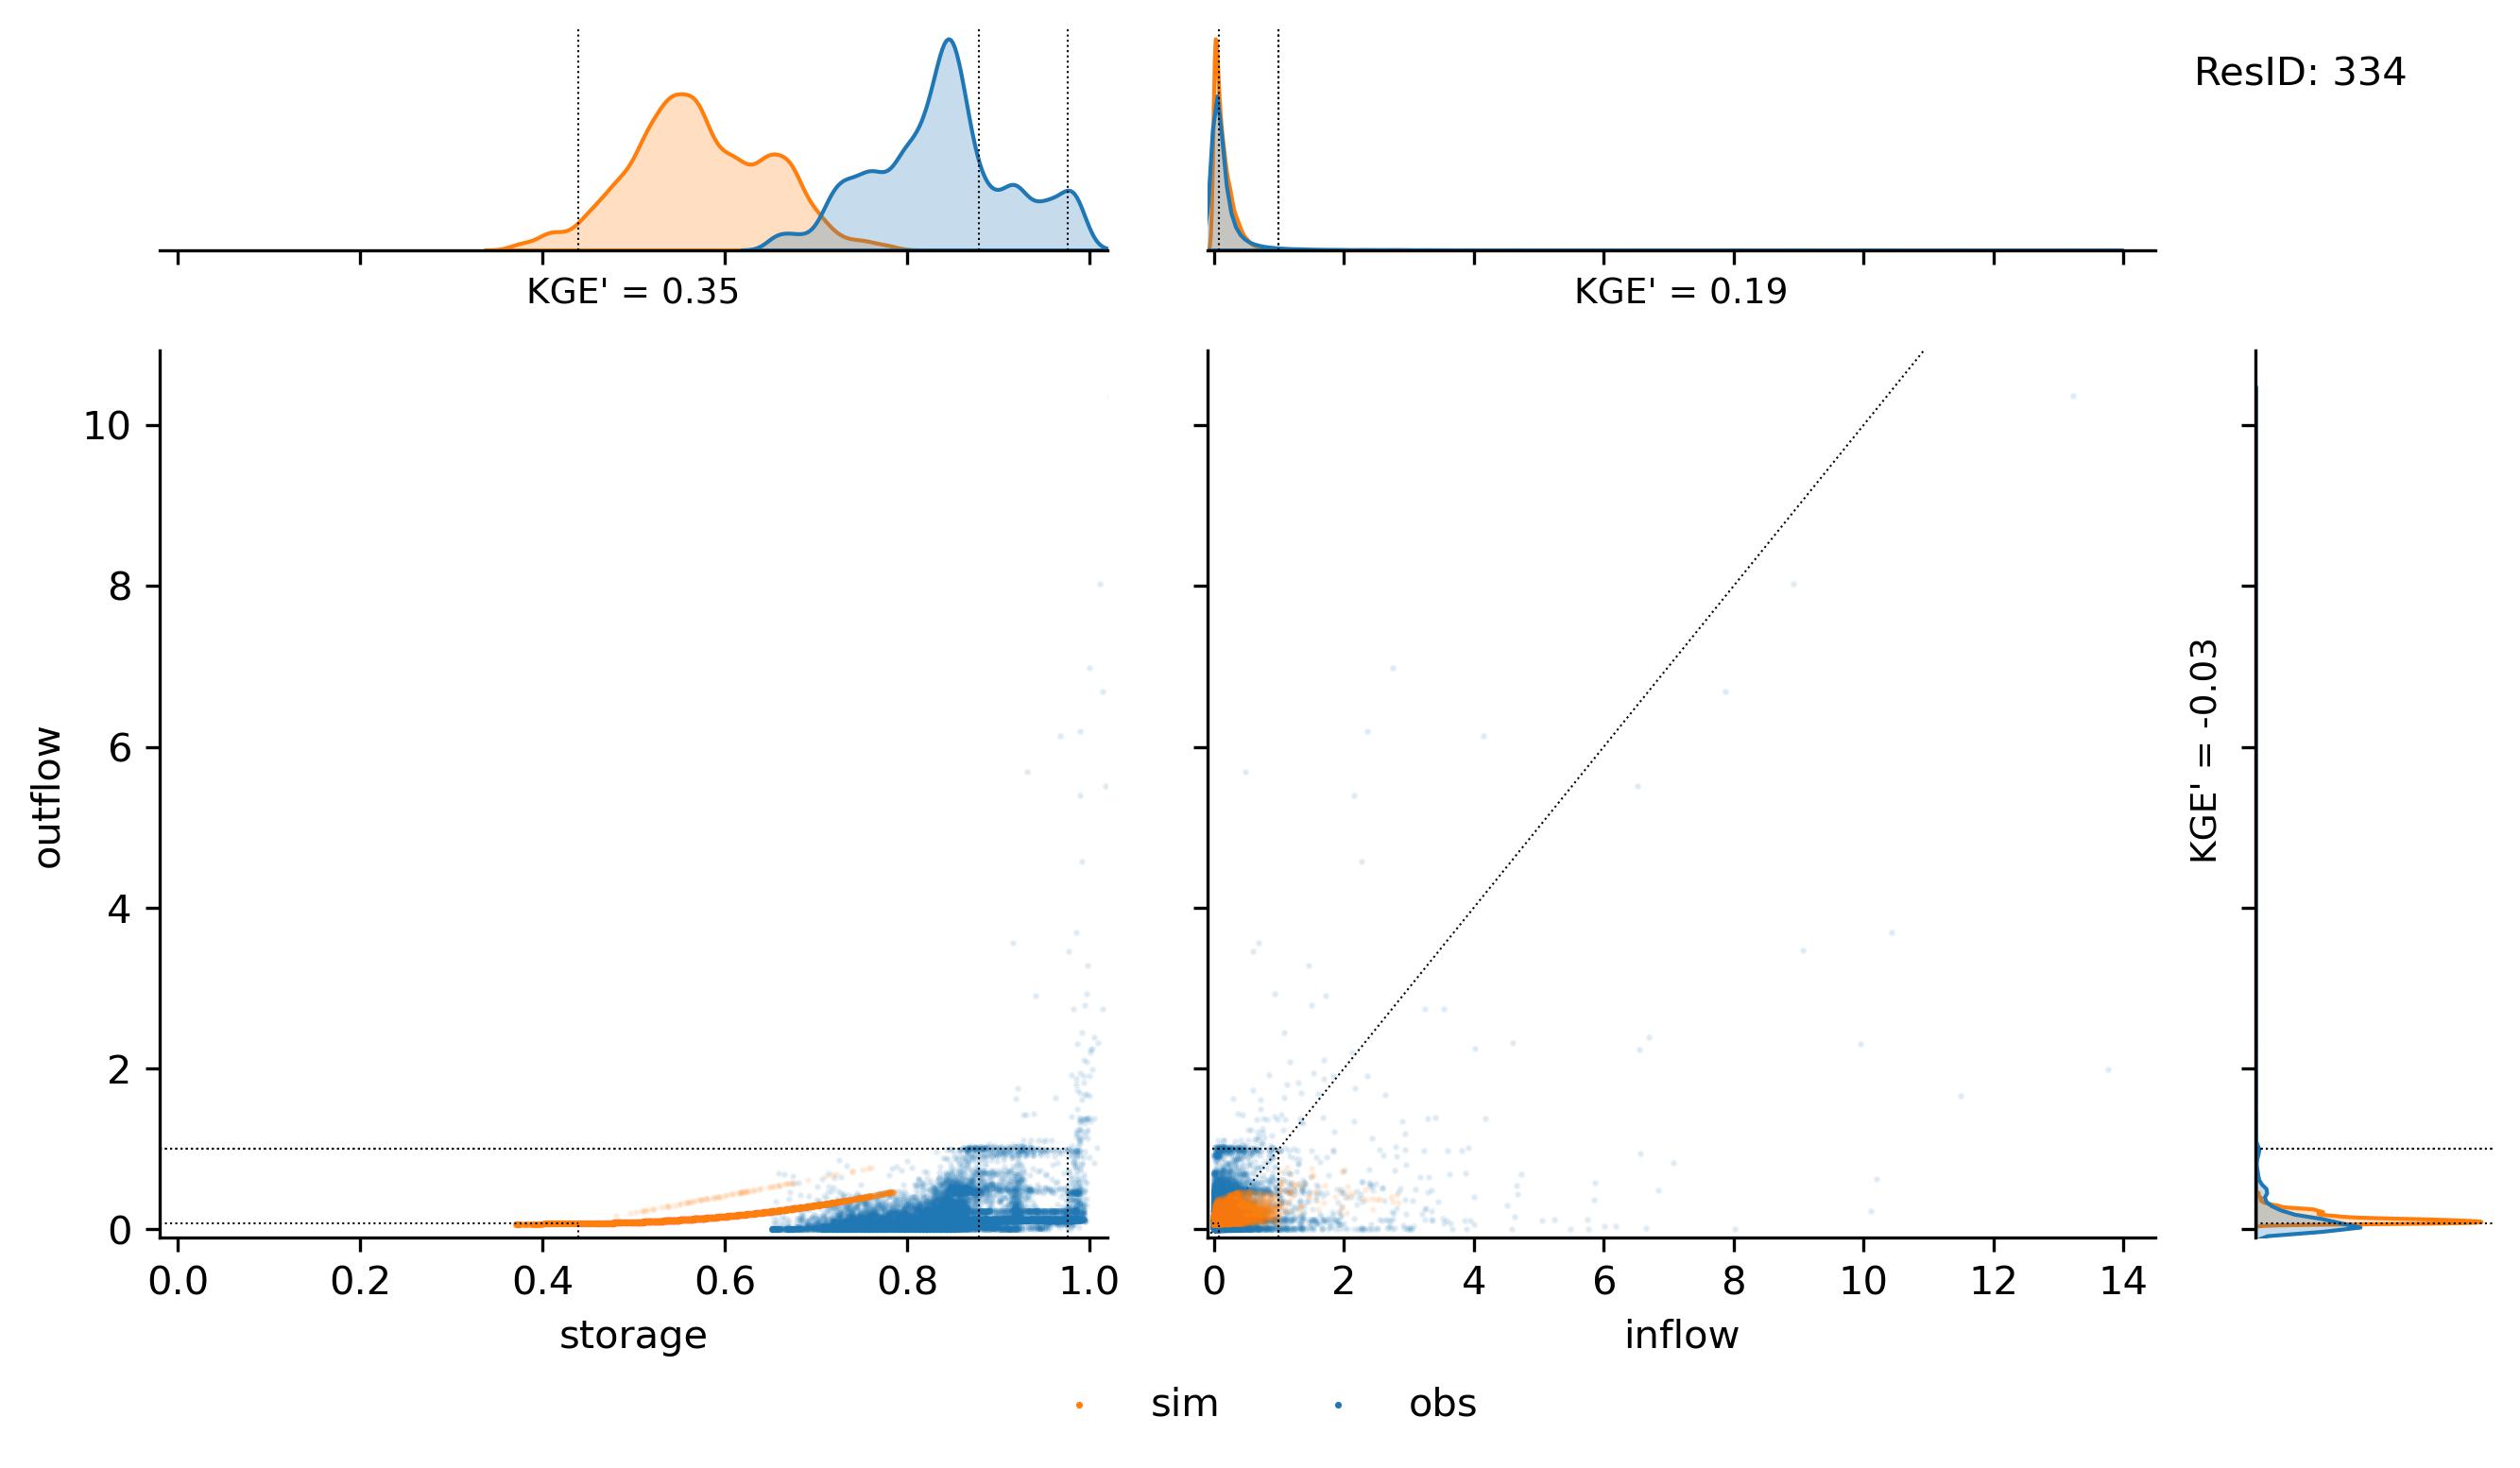 ResID: 334
KGE' = 0.35
KGE' = 0.19
10
8
6
4
2
0
outflow
KGE' = -0.03
0.0 0.2 0.4 0.6 0.8 1.0
0 2 4 6 8 10 12 14
storage
inflow
sim
obs